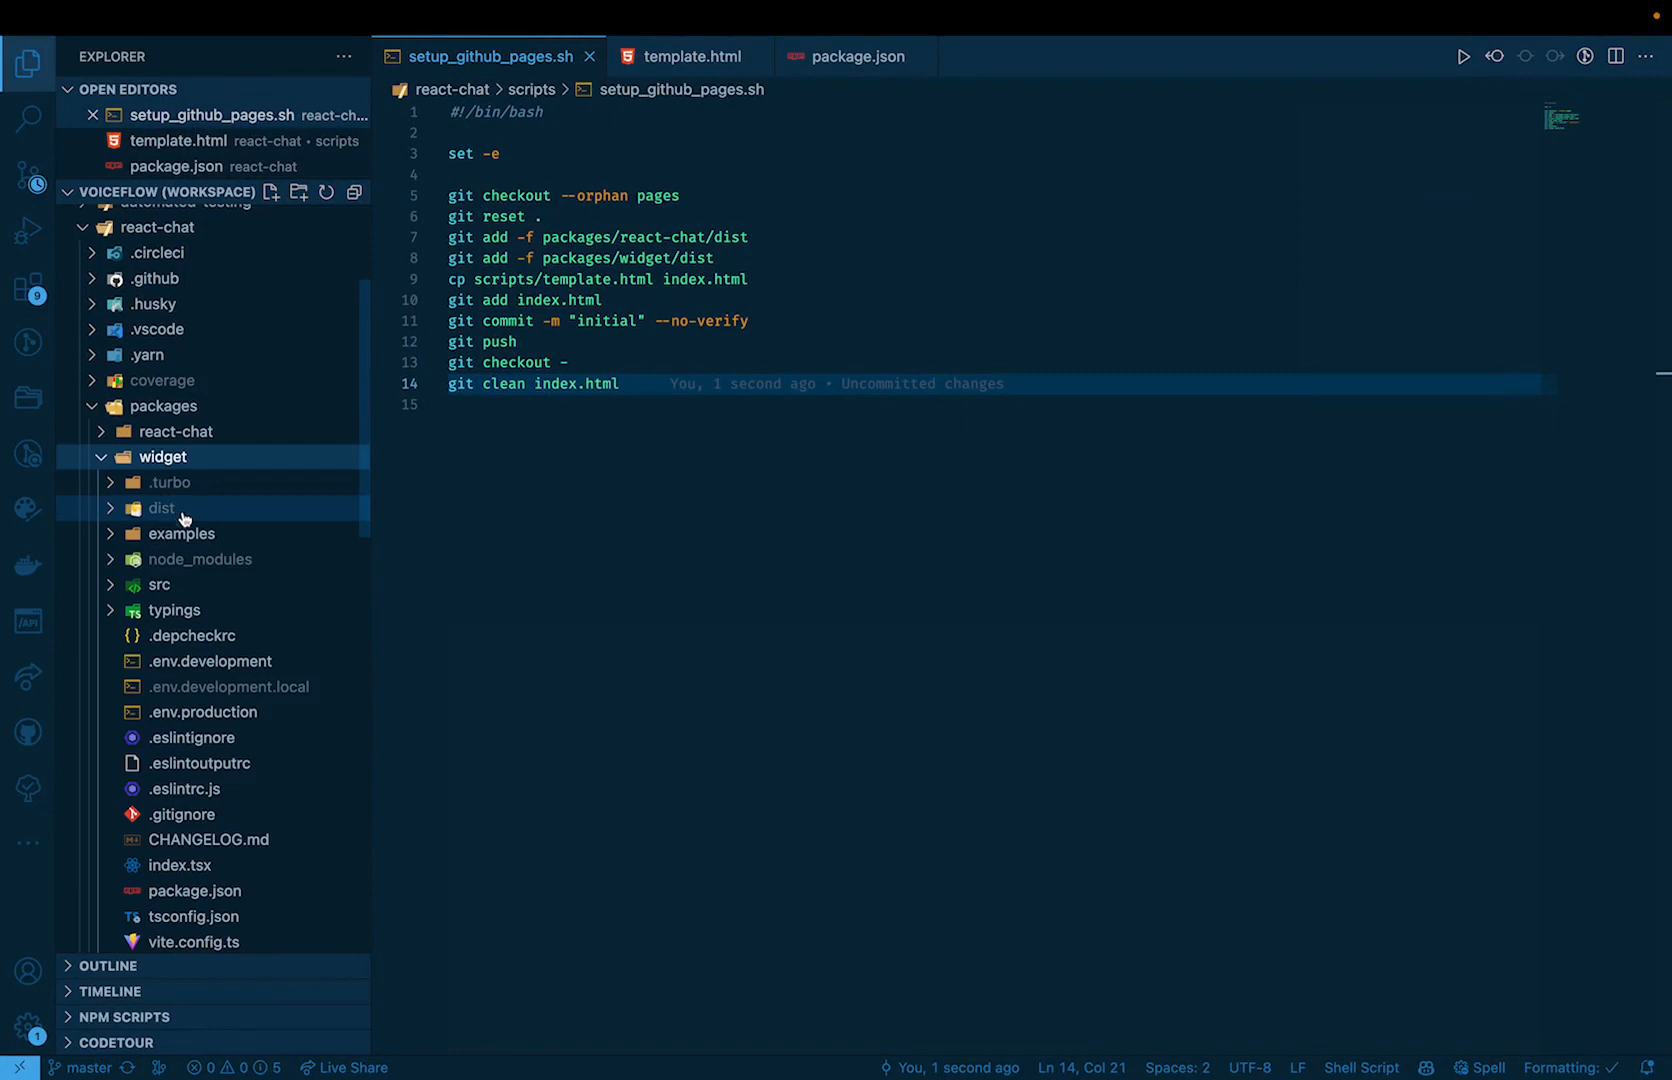 EXPLORER
OPEN EDITORS
setup_github_pages.sh react-ch...
template.html react-chat • scripts
package.json react-chat
VOICEFLOW (WORKSPACE)
automated-testing
react-chat
.circleci
.github
.husky
.vscode
.yarn
coverage
packages
react-chat
widget
.turbo
dist
examples
node_modules
src
typings
.depcheckrc
.env.development
.env.development.local
.env.production
.eslintignore
.eslintoutputrc
.eslintrc.js
.gitignore
CHANGELOG.md
index.tsx
package.json
tsconfig.json
vite.config.ts
OUTLINE
TIMELINE
NPM SCRIPTS
CODETOUR
9
1
/API
setup_github_pages.sh
template.html
package.json
react-chat > scripts > setup_github_pages.sh
1 #!/bin/bash
2
3 set -e
4
5 git checkout --orphan pages
6 git reset .
7 git add -f packages/react-chat/dist
8 git add -f packages/widget/dist
9 cp scripts/template.html index.html
10 git add index.html
11 git commit -m "initial" --no-verify
12 git push
13 git checkout -
14 git clean index.html You, 1 second ago • Uncommitted changes
15
master 0 0 5 Live Share You, 1 second ago Ln 14, Col 21 Spaces: 2 UTF-8 LF Shell Script Spell Formatting: ✓